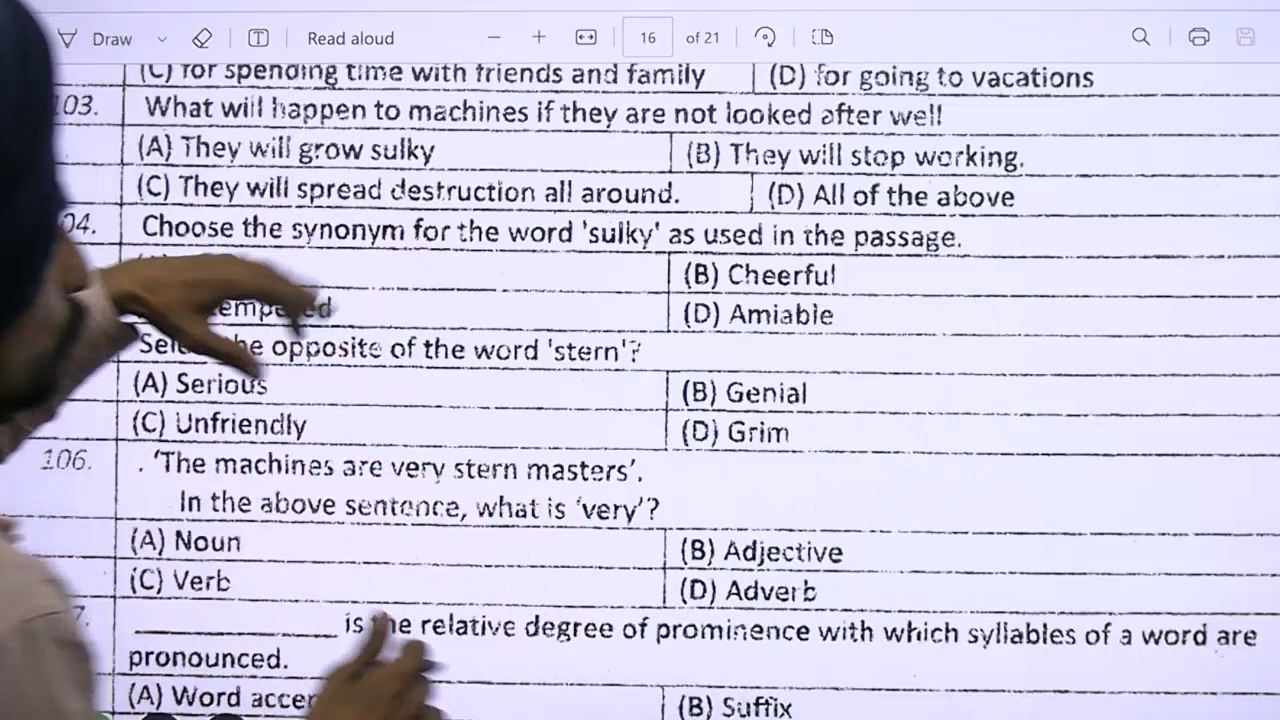 Draw
Read aloud
16
of 21
(C) for spending time with friends and family
(D) for going to vacations
103.
What will happen to machines if they are not looked after well
(A) They will grow sulky
(B) They will stop working.
(C) They will spread destruction all around.
(D) All of the above
04.
Choose the synonym for the word 'sulky' as used in the passage.
(B) Cheerful
(D) Amiable
opposite of the word 'stern'?
(A) Serious
(B) Genial
(C) Unfriendly
(D) Grim
106.
. 'The machines are very stern masters'.
In the above sentence, what is 'very'?
(A) Noun
(B) Adjective
(C) Verb
(D) Adverb
7.
____________ is the relative degree of prominence with which syllables of a word are
pronounced.
(A) Word
(B) Suffix